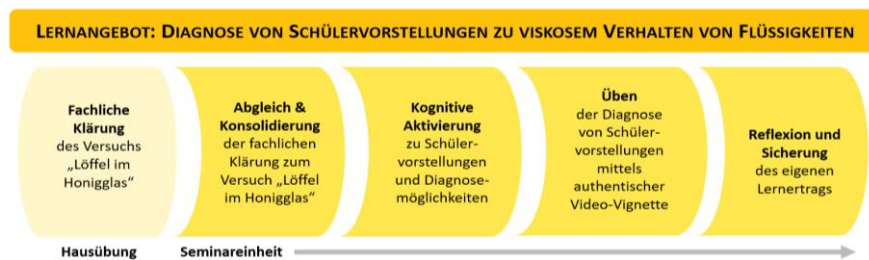 LERNANGEBOT: DIAGNOSE VON SCHÜLERVORSTELLUNGEN ZU VISKOSEM VERHALTEN VON FLÜSSIGKEITEN
Fachliche
Klärung
des Versuchs
„Löffel im
Honigglas“
Abgleich &
Konsolidierung
der fachlichen
Klärung zum
Versuch „Löffel
im Honigglas“
Kognitive
Aktivierung
zu Schüler-
vorstellungen
und Diagnose-
möglichkeiten
Üben
der Diagnose
von Schüler-
vorstellungen
mittels
authentischer
Video-Vignette
Reflexion und
Sicherung
des eigenen
Lernertrags
Hausübung
Seminareinheit